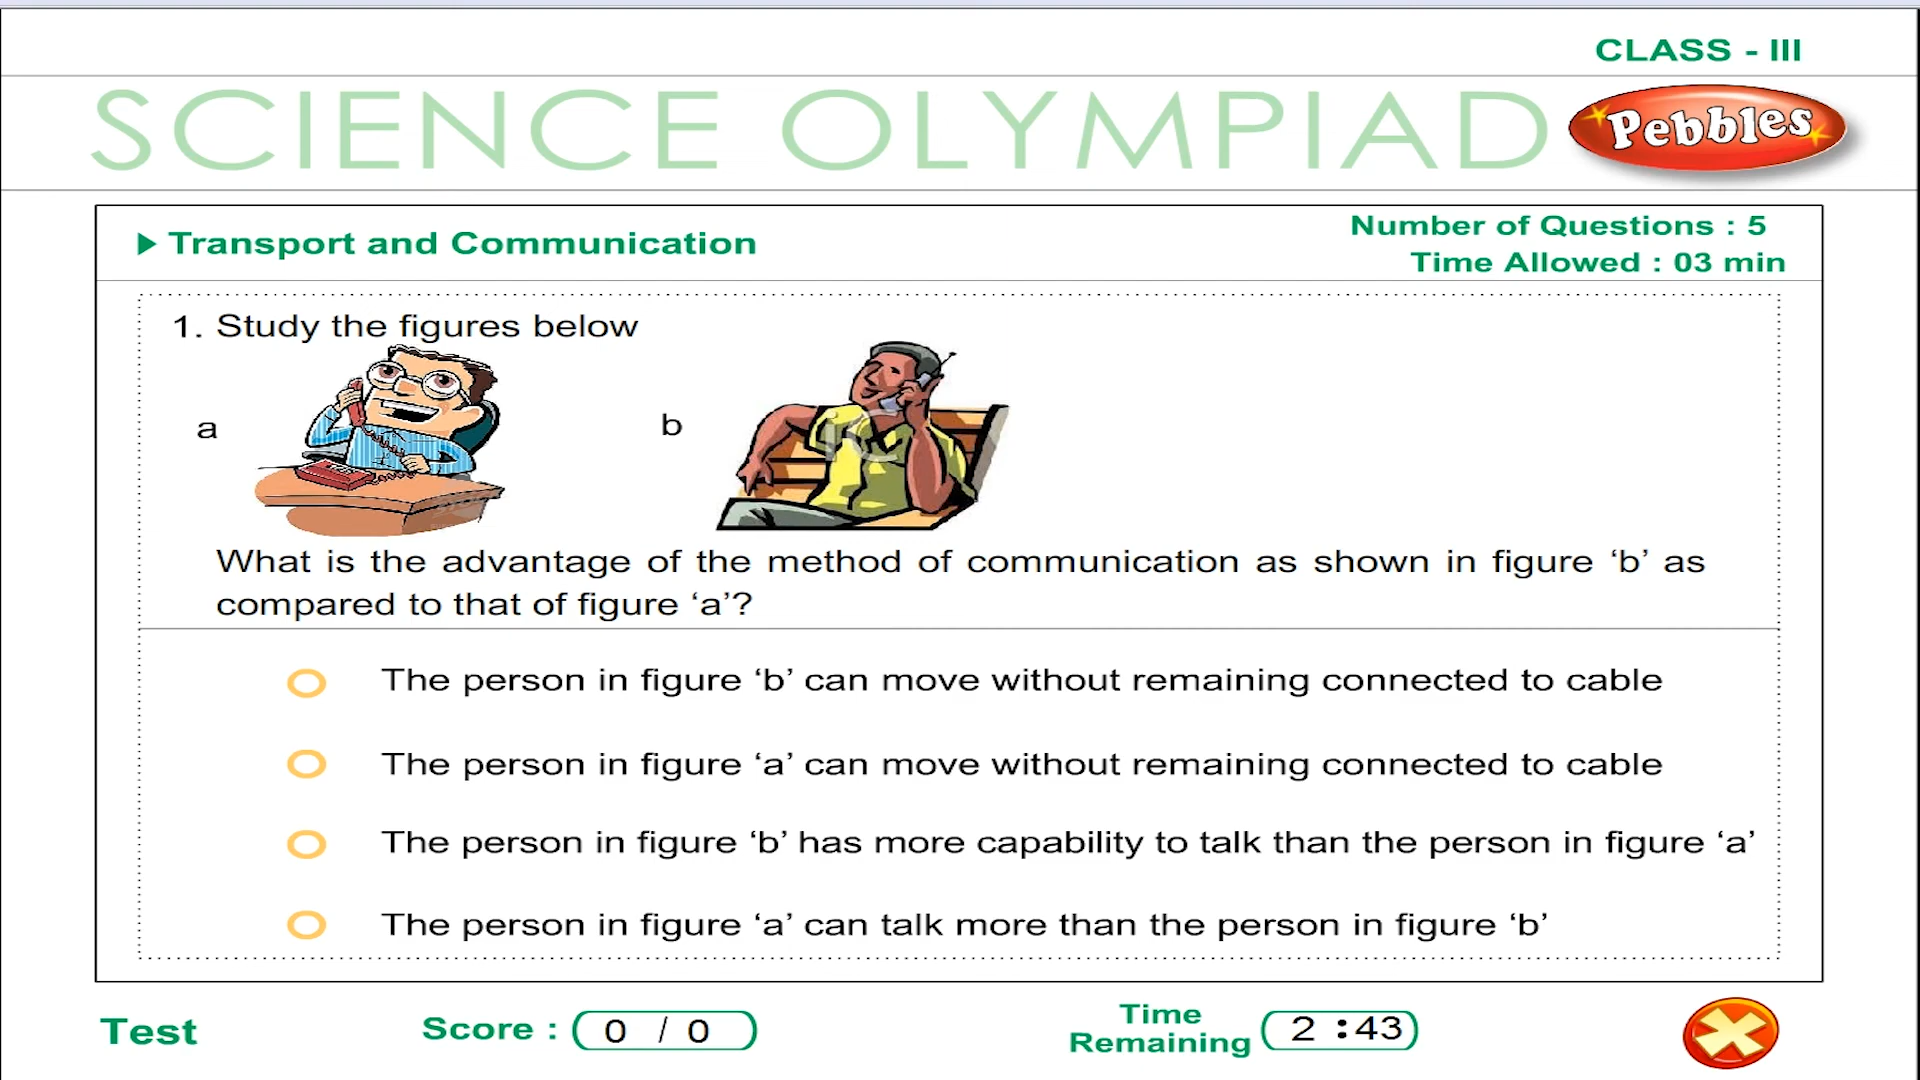 CLASS - III
SCIENCE OLYMPIAD
Pebbles
Transport and Communication
Number of Questions : 5
Time Allowed : 03 min
1. Study the figures below
a
b
What is the advantage of the method of communication as shown in figure ‘b’ as
compared to that of figure ‘a’?
The person in figure ‘b’ can move without remaining connected to cable
The person in figure ‘a’ can move without remaining connected to cable
The person in figure ‘b’ has more capability to talk than the person in figure ‘a’
The person in figure ‘a’ can talk more than the person in figure ‘b’
Test
Score : 0 / 0
Time
Remaining 2 :43